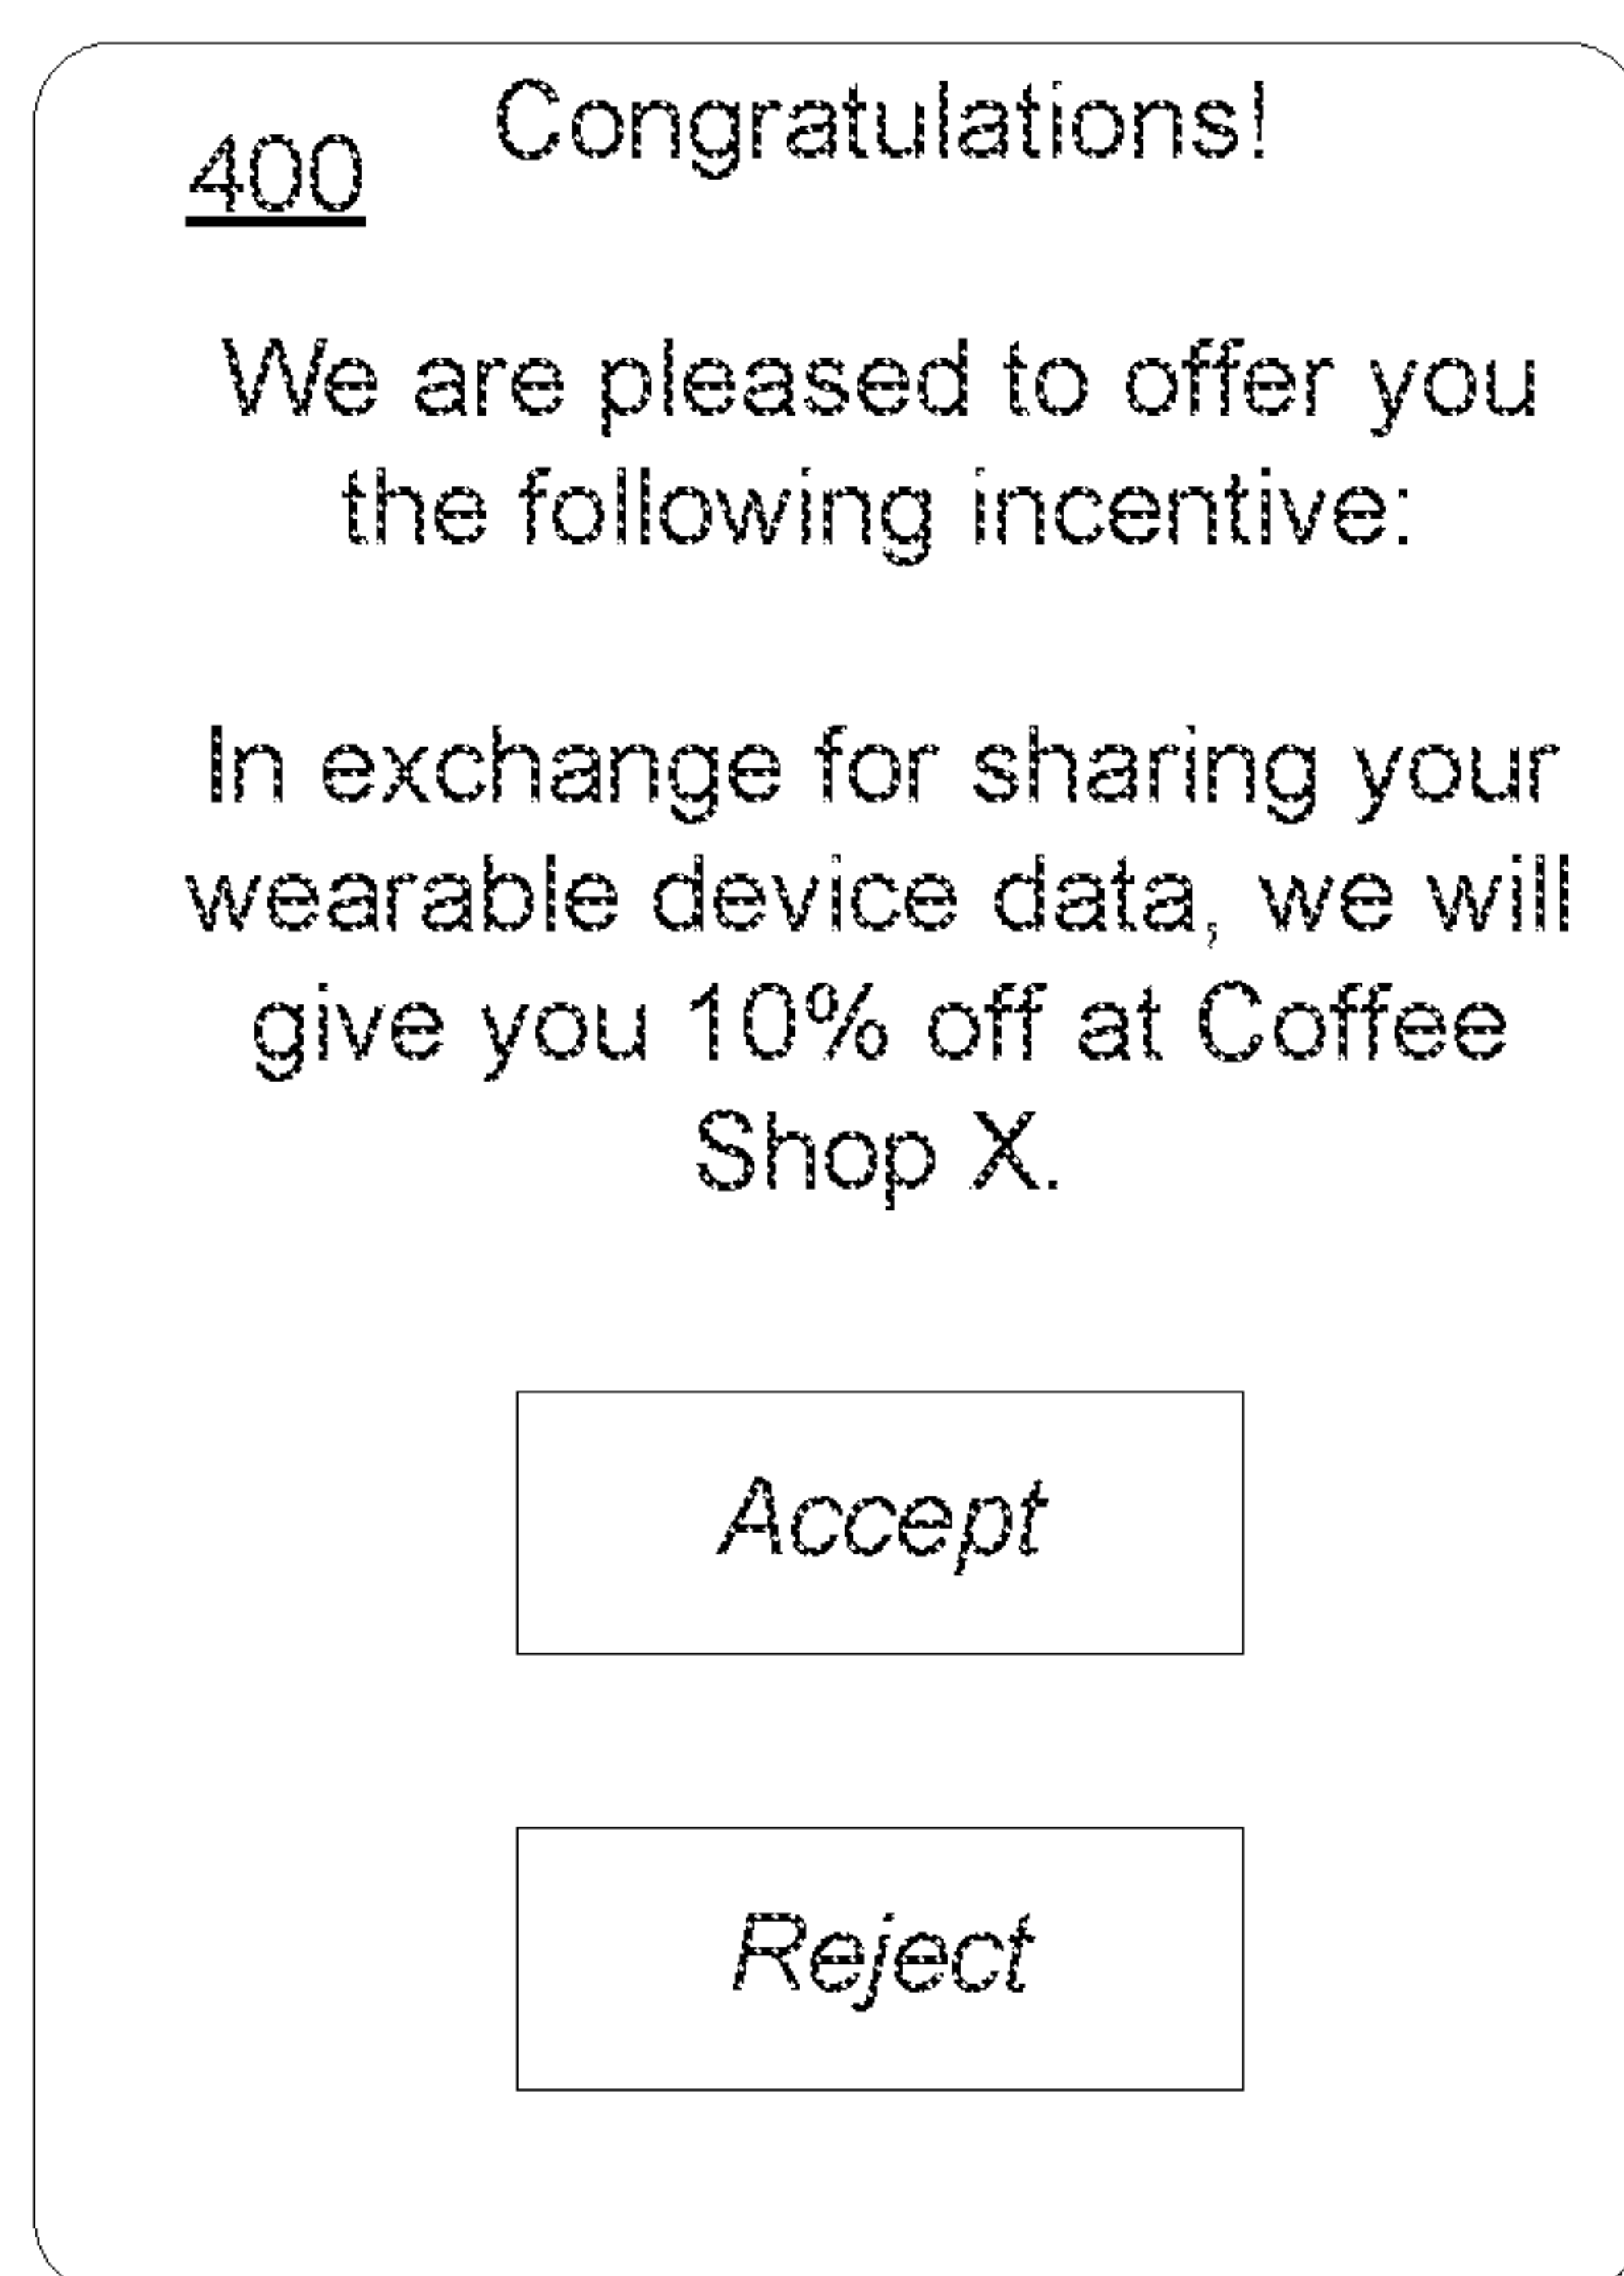 Congratulations!
400
We are pleased to offer you
the following incentive:
In exchange for sharing your
wearable device data, we will
give you 10% off at Coffee
Shop X.
Accept
Reject